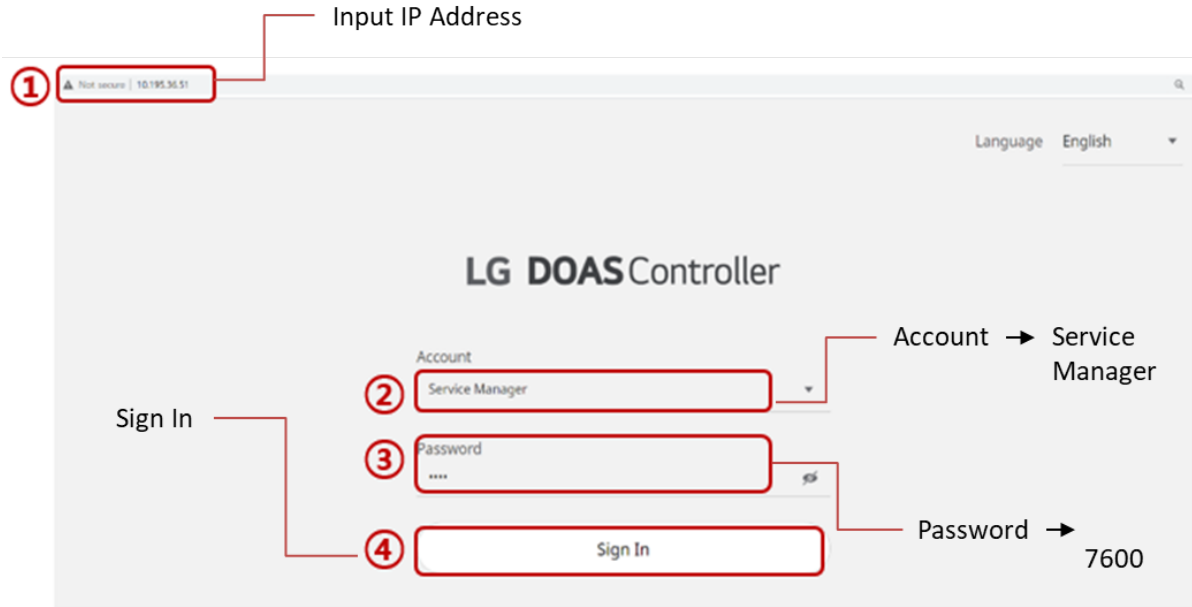 Input IP Address
① Not secure | 10.195.36.51
Language English
LG DOAS Controller
Account → Service
Manager
Account
② Service Manager
Sign In
③ Password
····
Password →
7600
④ Sign In